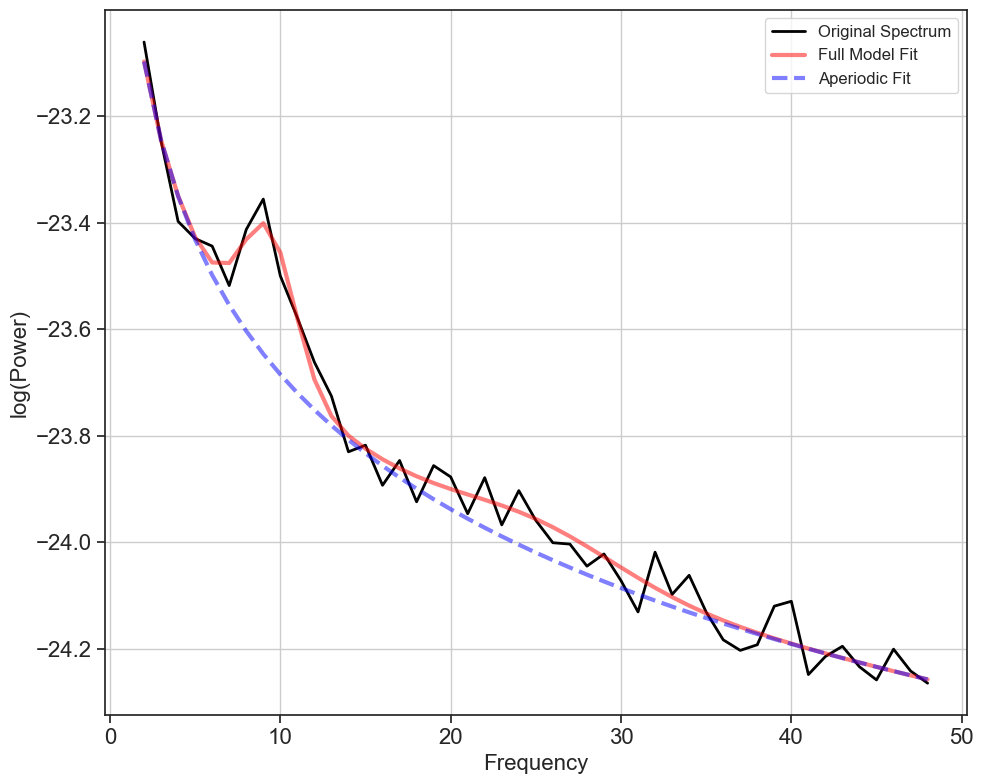 Original Spectrum
Full Model Fit
Aperiodic Fit
−23.2
−23.4
−23.6
−23.8
−24.0
−24.2
log(Power)
0 10 20 30 40 50
Frequency